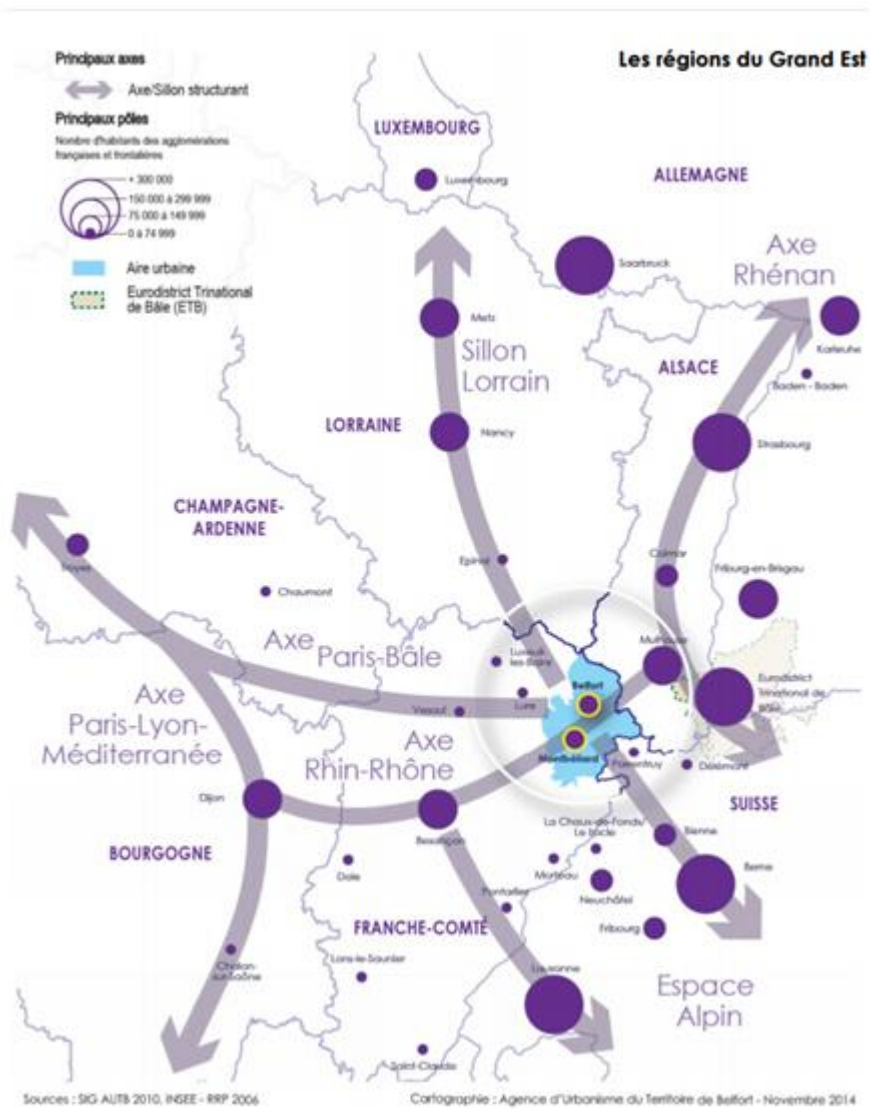 Les régions du Grand Est
Principaux axes
Axe/Sillon structurant
Principaux pôles
Nombre d'habitants des agglomérations
françaises et frontalières
+ 300 000
150 000 à 299 999
75 000 à 149 999
0 à 74 999
Aire urbaine
Eurodistrict Trinational
de Bâle (ETB)
LUXEMBOURG
Luxembourg
ALLEMAGNE
Saarbruck
Axe
Rhénan
Metz
Karlsruhe
Sillon
Lorrain
ALSACE
Baden - Baden
LORRAINE
Nancy
Strasbourg
CHAMPAGNE-
ARDENNE
Troyes
Epinal
Colmar
Friburg-en-Brisgau
Chaumont
Axe
Paris-Bâle
Luxeuil
les-Bains
Mulhouse
Eurodistrict
Trinational de
Bâle
Belfort
Lure
Vesoul
Axe
Paris-Lyon-
Méditerranée
Axe
Rhin-Rhône
Montbéliard
Porrentruy
Délémont
SUISSE
Dijon
Besançon
La Chaux-de-Fonds/
Le locle
Bienne
BOURGOGNE
Dole
Morteau
Neuchâtel
Berne
Pontarlier
FRANCHE-COMTÉ
Fribourg
Chalon-
sur-Saône
Lons-le-Saunier
Lausanne
Espace
Alpin
Saint-Claude
Sources : SIG AUTB 2010, INSEE - RRP 2006
Cartographie : Agence d'Urbanisme du Territoire de Belfort - Novembre 2014